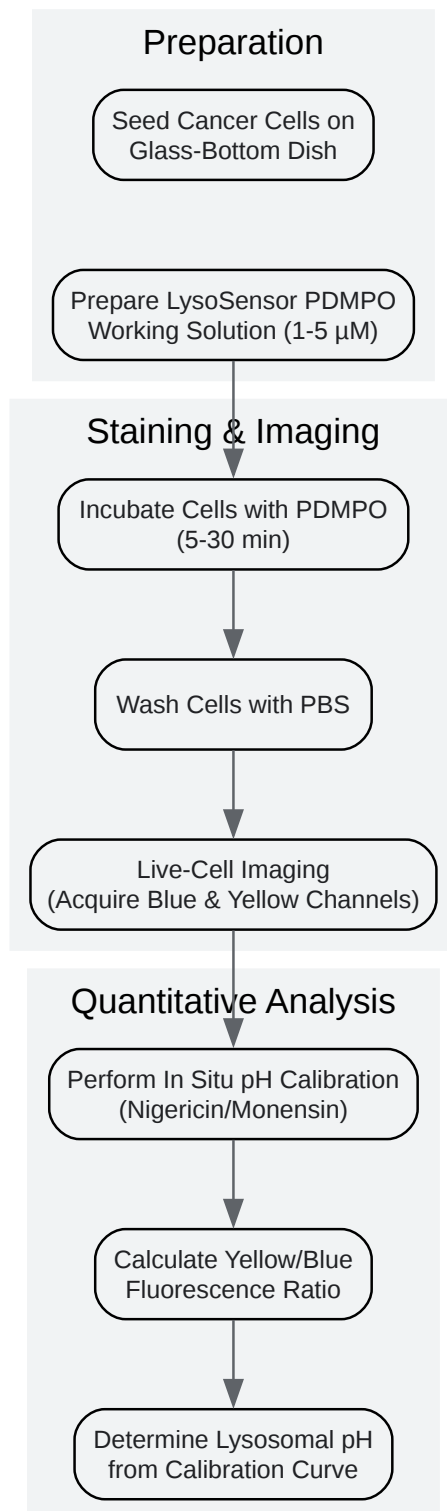 Preparation
Seed Cancer Cells on
Glass-Bottom Dish
Prepare LysoSensor PDMPO
Working Solution (1-5 µM)
Staining & Imaging
Incubate Cells with PDMPO
(5-30 min)
Wash Cells with PBS
Live-Cell Imaging
(Acquire Blue & Yellow Channels)
Quantitative Analysis
Perform In Situ pH Calibration
(Nigericin/Monensin)
Calculate Yellow/Blue
Fluorescence Ratio
Determine Lysosomal pH
from Calibration Curve